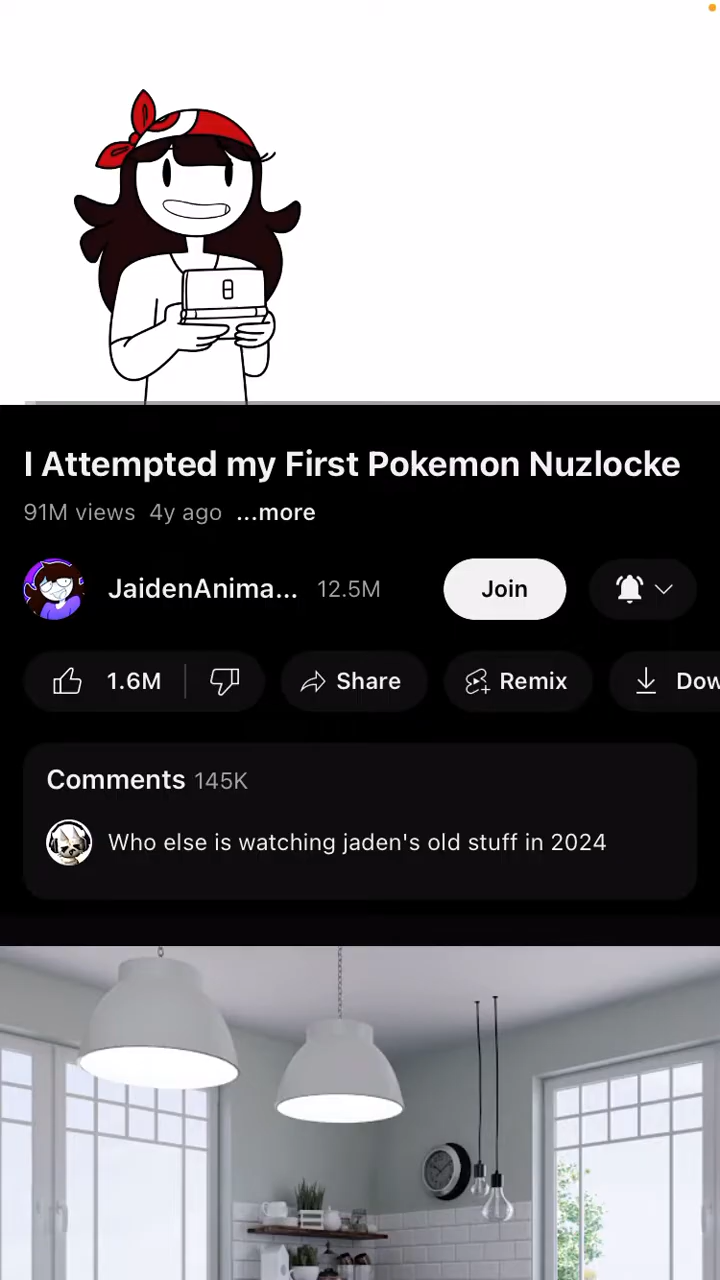 I Attempted my First Pokemon Nuzlocke
91M views 4y ago ...more
JaidenAnima... 12.5M Join
1.6M Share Remix Dow
Comments 145K
Who else is watching jaden's old stuff in 2024